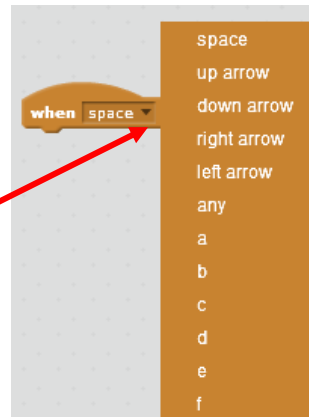 when space
space
up arrow
down arrow
right arrow
left arrow
any
a
b
c
d
e
f